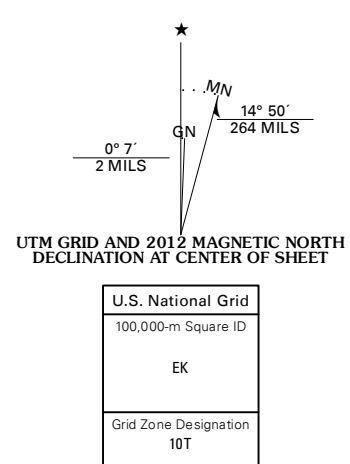 MN
14° 50´
264 MILS
GN
0° 7´
2 MILS
UTM GRID AND 2012 MAGNETIC NORTH
DECLINATION AT CENTER OF SHEET
U.S. National Grid
100,000-m Square ID
EK
Grid Zone Designation
10T